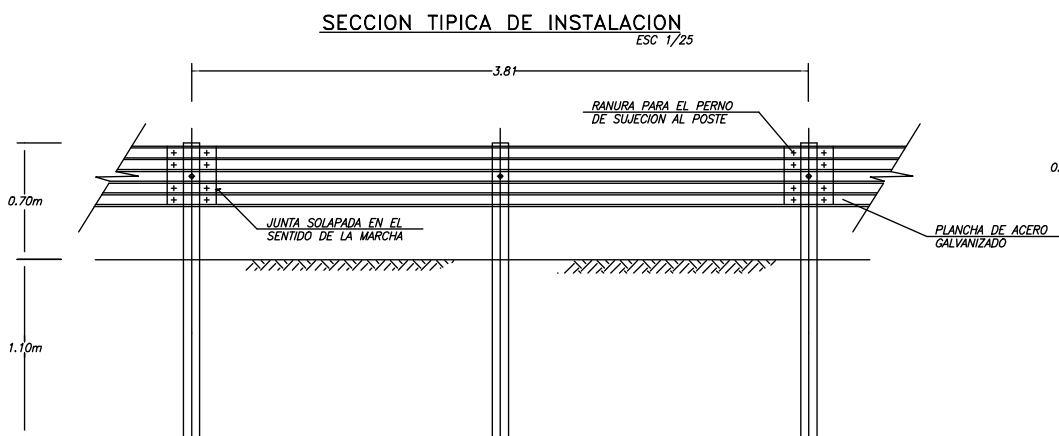 SECCION TIPICA DE INSTALACION
ESC 1/25
3.81
RANURA PARA EL PERNO
DE SUJECION AL POSTE
0.
0.70m
JUNTA SOLAPADA EN EL
SENTIDO DE LA MARCHA
PLANCHA DE ACERO
GALVANIZADO
1.10m